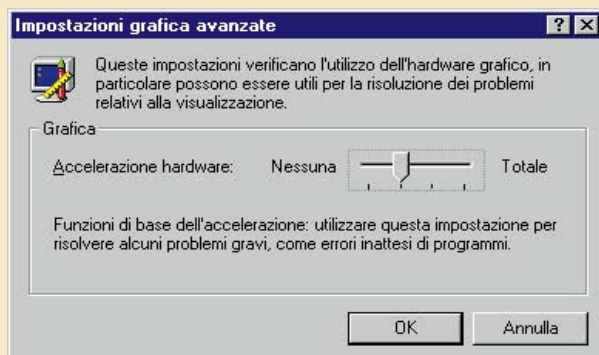 Impostazioni grafica avanzate
Queste impostazioni verificano l'utilizzo dell'hardware grafico, in
particolare possono essere utili per la risoluzione dei problemi
relativi alla visualizzazione.
Grafica
Accelerazione hardware: Nessuna Totale
Funzioni di base dell'accelerazione: utilizzare questa impostazione per
risolvere alcuni problemi gravi, come errori inattesi di programmi.
OK Annulla